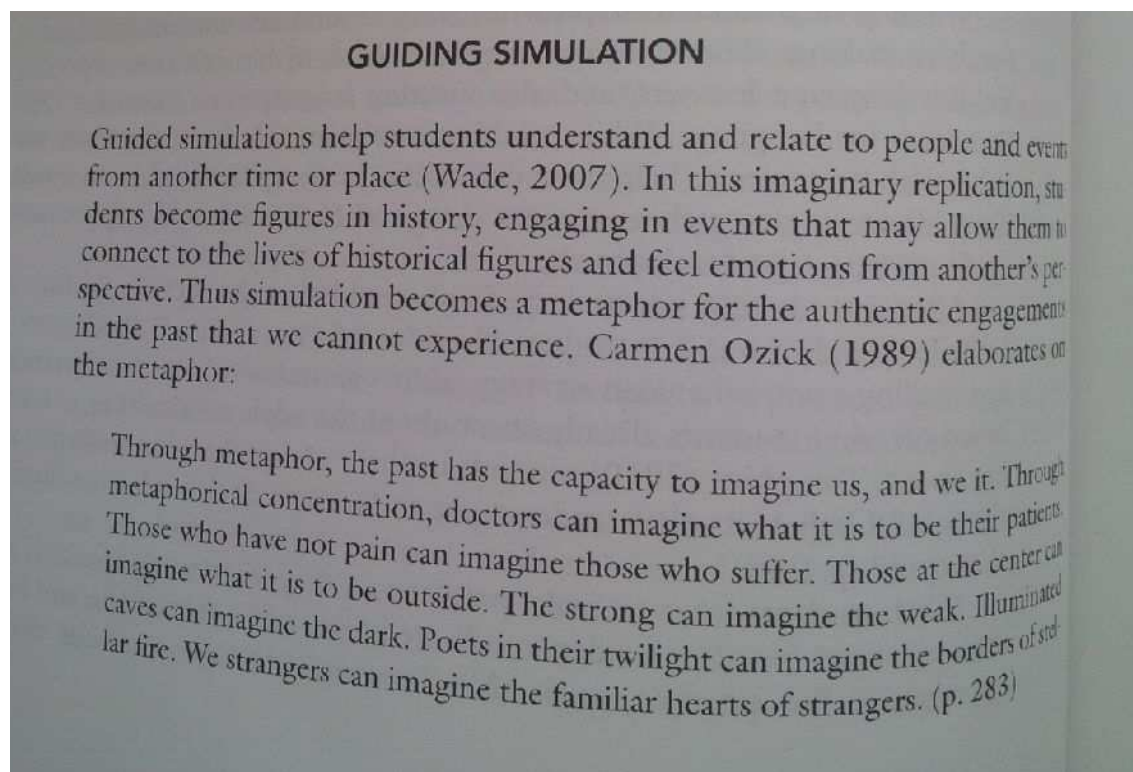 GUIDING SIMULATION
Guided simulations help students understand and relate to people and events
from another time or place (Wade, 2007). In this imaginary replication, stu
dents become figures in history, engaging in events that may allow them to
connect to the lives of historical figures and feel emotions from another's per-
spective. Thus simulation becomes a metaphor for the authentic engagements
in the past that we cannot experience. Carmen Ozick (1989) elaborates on
the metaphor:
Through metaphor, the past has the capacity to imagine us, and we it. Through
metaphorical concentration, doctors can imagine what it is to be their patients.
Those who have not pain can imagine those who suffer. Those at the center can
imagine what it is to be outside. The strong can imagine the weak. Illuminated
caves can imagine the dark. Poets in their twilight can imagine the borders of stel-
lar fire. We strangers can imagine the familiar hearts of strangers. (p. 283)